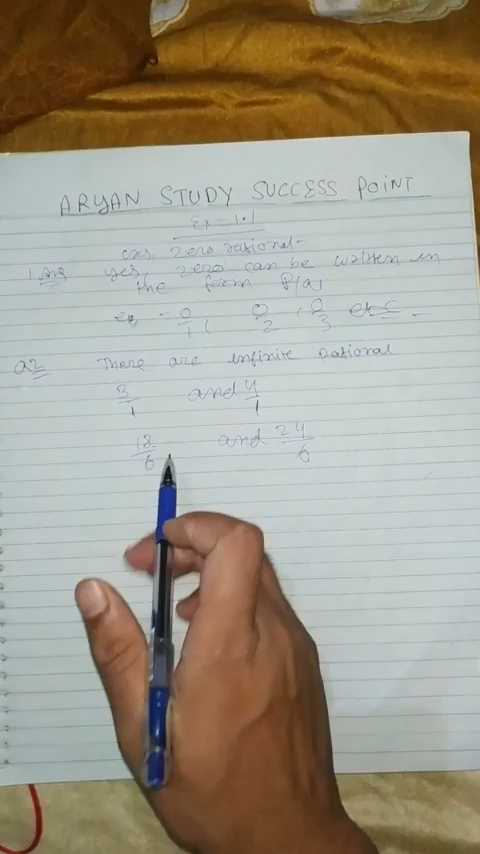 ARYAN STUDY SUCCESS POINT
Ex = 1.1
zero rational.
1 Ans yes, zero can be written in
the form P/q
eg - 0/1, 0/2, 0/3 etc.
Q2 There are infinite rational
3/1 and 4/1
18/6 and 24/6